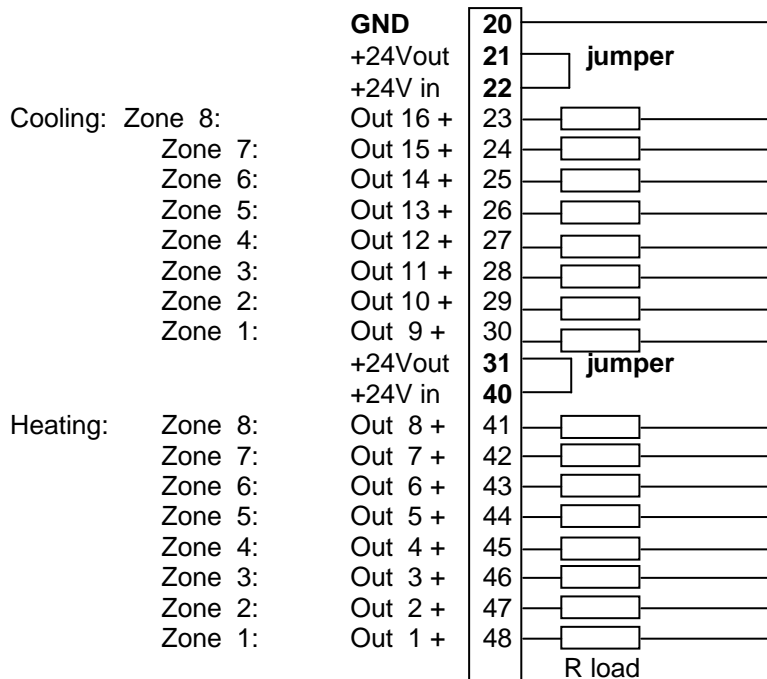 GND 20
+24Vout 21 jumper
+24V in 22
Cooling: Zone 8: Out 16 + 23
Zone 7: Out 15 + 24
Zone 6: Out 14 + 25
Zone 5: Out 13 + 26
Zone 4: Out 12 + 27
Zone 3: Out 11 + 28
Zone 2: Out 10 + 29
Zone 1: Out 9 + 30
+24Vout 31 jumper
+24V in 40
Heating: Zone 8: Out 8 + 41
Zone 7: Out 7 + 42
Zone 6: Out 6 + 43
Zone 5: Out 5 + 44
Zone 4: Out 4 + 45
Zone 3: Out 3 + 46
Zone 2: Out 2 + 47
Zone 1: Out 1 + 48
R load